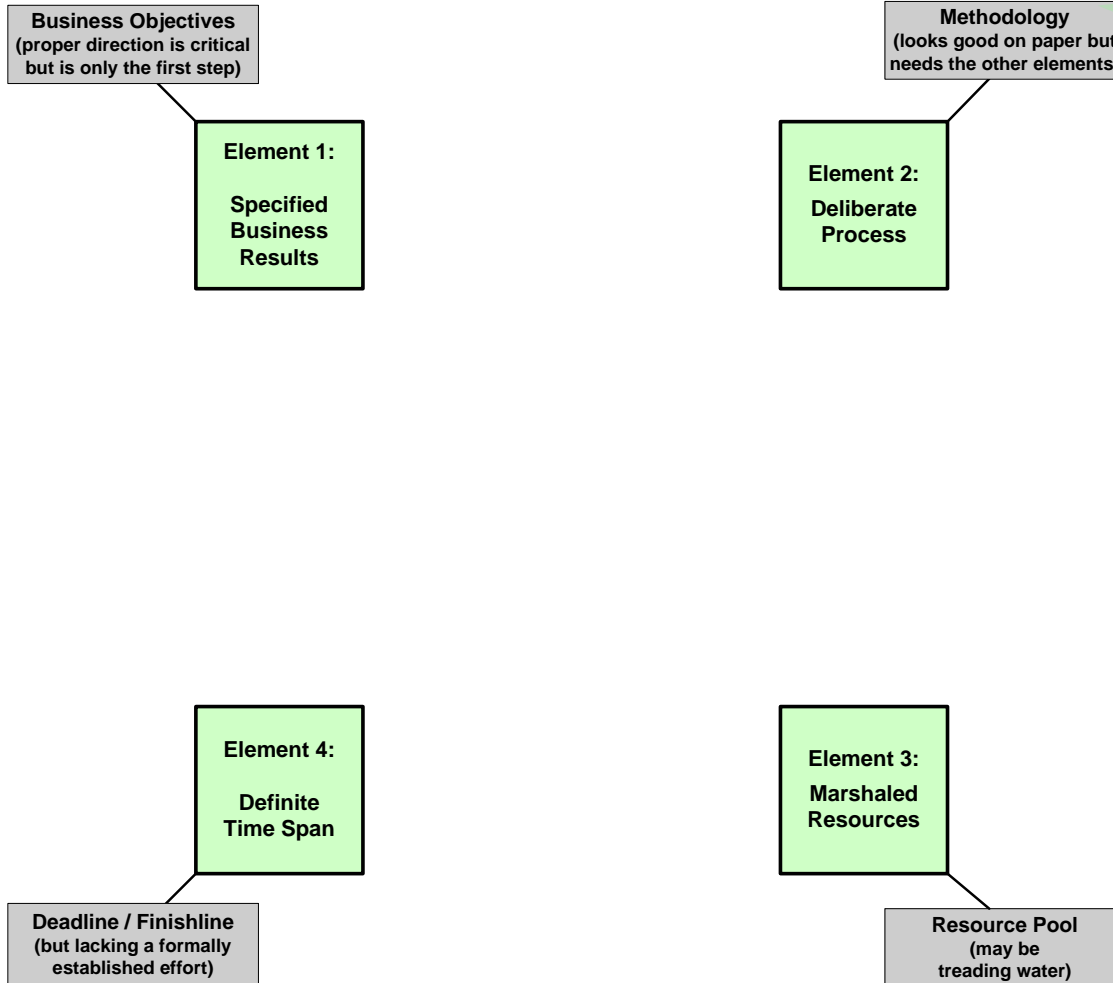 Business Objectives
(proper direction is critical
but is only the first step)
Methodology
(looks good on paper but
needs the other elements
Element 1:
Specified
Business
Results
Element 2:
Deliberate
Process
Element 4:
Definite
Time Span
Element 3:
Marshaled
Resources
Deadline / Finishline
(but lacking a formally
established effort)
Resource Pool
(may be
treading water)